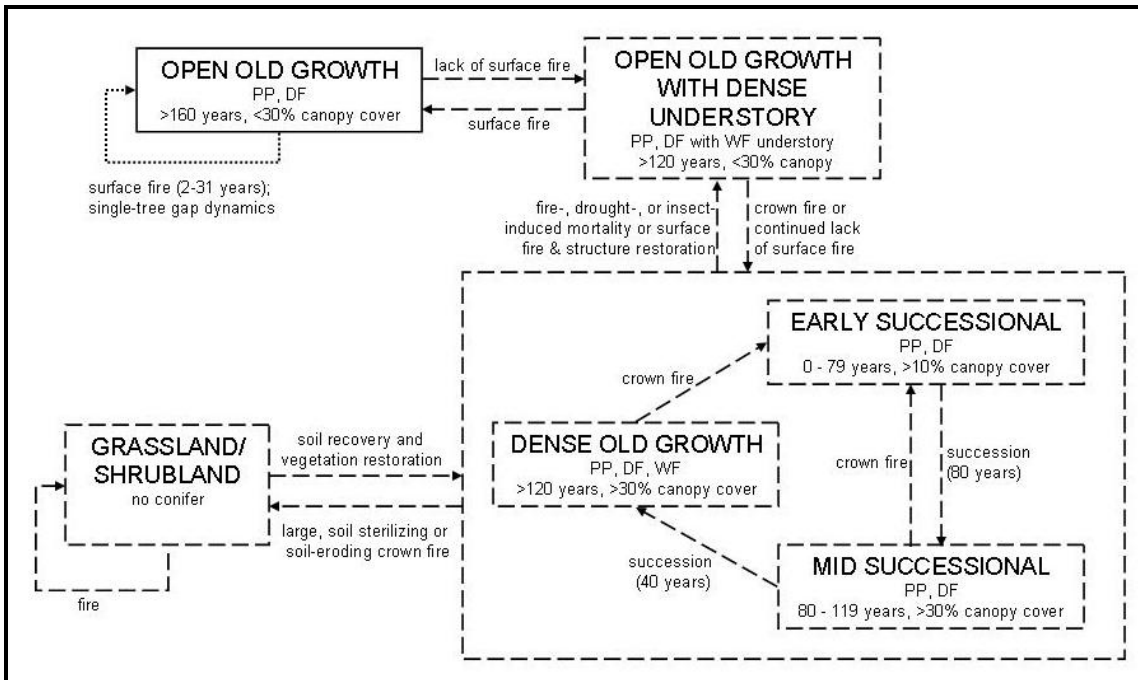 OPEN OLD GROWTH
PP, DF
>160 years, <30% canopy cover
lack of surface fire
surface fire
OPEN OLD GROWTH
WITH DENSE
UNDERSTORY
PP, DF with WF understory
>120 years, <30% canopy
surface fire (2-31 years);
single-tree gap dynamics
fire-, drought-, or insect-
induced mortality or surface
fire & structure restoration
crown fire or
continued lack
of surface fire
EARLY SUCCESSIONAL
PP, DF
0 - 79 years, >10% canopy cover
crown fire
GRASSLAND/
SHRUBLAND
no conifer
soil recovery and
vegetation restoration
large, soil sterilizing or
soil-eroding crown fire
fire
DENSE OLD GROWTH
PP, DF, WF
>120 years, >30% canopy cover
crown fire
succession
(80 years)
succession
(40 years)
MID SUCCESSIONAL
PP, DF
80 - 119 years, >30% canopy cover